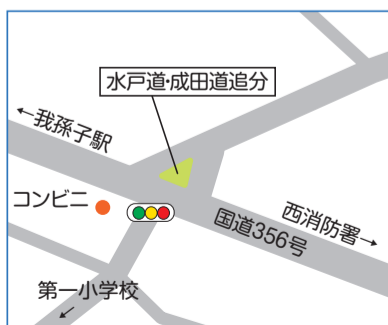 水戸道・成田道追分
←我孫子駅
コンビニ
国道356号
西消防署→
第一小学校
←